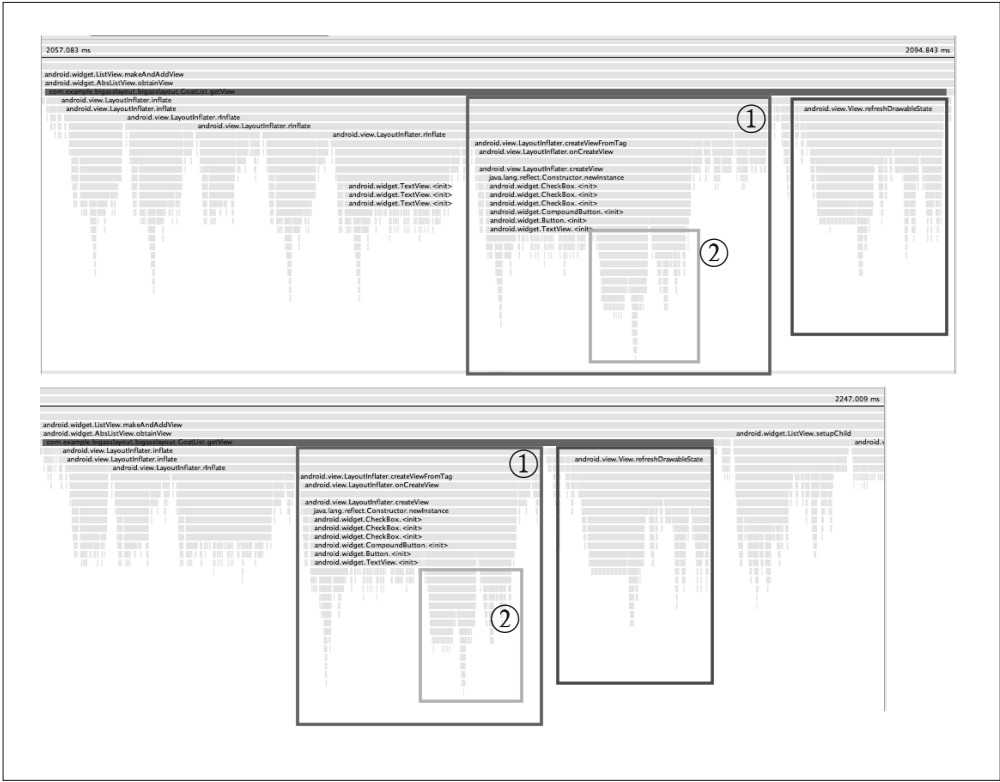 2057.083 ms
2094.843 ms
android.widget.ListView.makeAndAddView
android.widget.AbsListView.obtainView
com.example.bigasslayout.bigasslayout.GoatList.getView
android.view.LayoutInflater.inflate
android.view.LayoutInflater.inflate
android.view.LayoutInflater.rInflate
android.view.LayoutInflater.rInflate
android.view.LayoutInflater.rInflate
android.widget.TextView.<init>
android.widget.TextView.<init>
android.widget.TextView.<init>
①
android.view.LayoutInflater.createViewFromTag
android.view.LayoutInflater.onCreateView
android.view.LayoutInflater.createView
java.lang.reflect.Constructor.newInstance
android.widget.CheckBox.<init>
android.widget.CheckBox.<init>
android.widget.CheckBox.<init>
android.widget.CompoundButton.<init>
android.widget.Button.<init>
android.widget.TextView.<init>
②
android.view.View.refreshDrawableState
2247.009 ms
android.widget.ListView.makeAndAddView
android.widget.AbsListView.obtainView
com.example.bigasslayout.bigasslayout.GoatList.getView
android.view.LayoutInflater.inflate
android.view.LayoutInflater.inflate
android.view.LayoutInflater.rInflate
①
android.view.LayoutInflater.createViewFromTag
android.view.LayoutInflater.onCreateView
android.view.LayoutInflater.createView
java.lang.reflect.Constructor.newInstance
android.widget.CheckBox.<init>
android.widget.CheckBox.<init>
android.widget.CheckBox.<init>
android.widget.CompoundButton.<init>
android.widget.Button.<init>
android.widget.TextView.<init>
②
android.view.View.refreshDrawableState
android.widget.ListView.setupChild
android.v